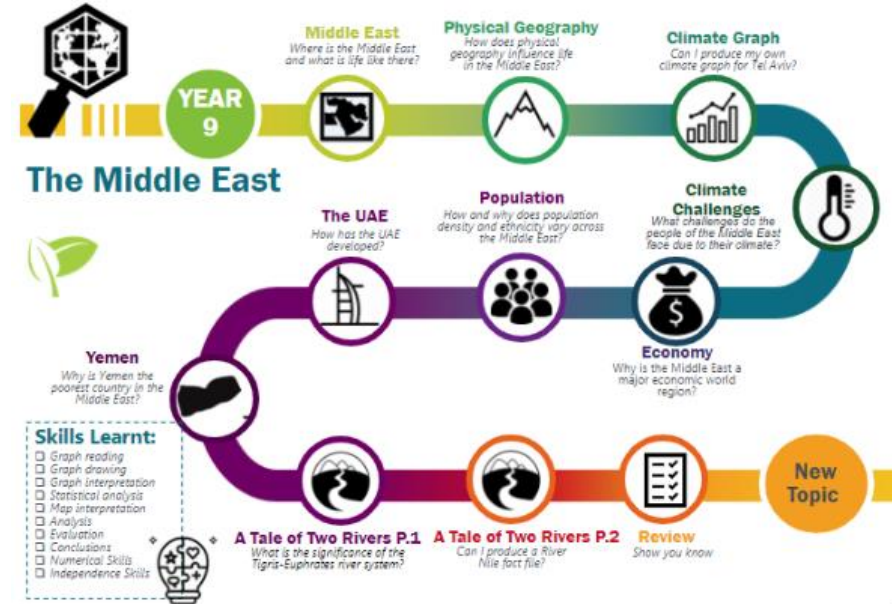 Middle East
Where is the Middle East
and what is life like there?
Physical Geography
How does physical
geography influence life
in the Middle East?
Climate Graph
Can I produce my own
climate graph for Tel Aviv?
YEAR
9
The Middle East
The UAE
How has the UAE
developed?
Population
How and why does population
density and ethnicity vary across
the Middle East?
Climate
Challenges
What challenges do the
people of the Middle East
face due to their climate?
$
Economy
Why is the Middle East a
major economic world
region?
Yemen
Why is Yemen the
poorest country in the
Middle East?
Skills Learnt:
Graph reading
Graph drawing
Graph interpretation
Statistical analysis
Map interpretation
Analysis
Evaluation
Conclusions
Numerical Skills
Independence Skills
A Tale of Two Rivers P.1
What is the significance of the
Tigris-Euphrates river system?
A Tale of Two Rivers P.2
Can I produce a River
Nile fact file?
Review
Show you know
New
Topic